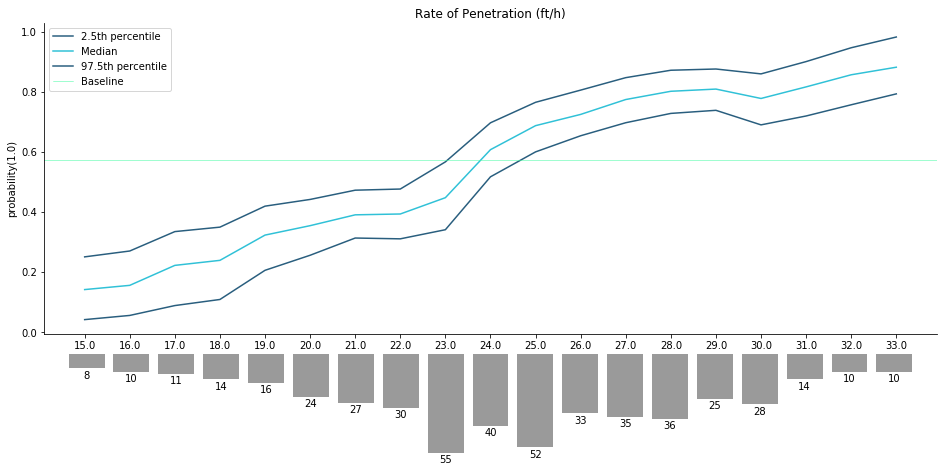 Rate of Penetration (ft/h)
2.5th percentile
Median
97.5th percentile
Baseline
probability(1.0)
1.0
0.8
0.6
0.4
0.2
0.0
15.0 16.0 17.0 18.0 19.0 20.0 21.0 22.0 23.0 24.0 25.0 26.0 27.0 28.0 29.0 30.0 31.0 32.0 33.0
8 10 11 14 16 24 27 30 55 40 52 33 35 36 25 28 14 10 10